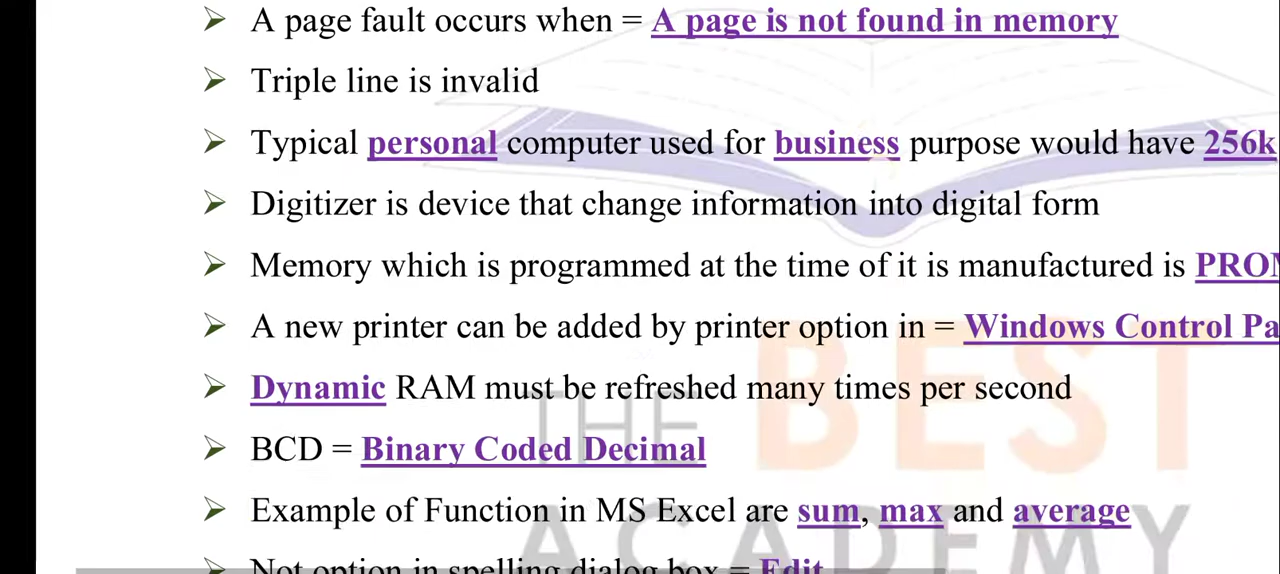 ➢ A page fault occurs when = A page is not found in memory
➢ Triple line is invalid
➢ Typical personal computer used for business purpose would have 256k
➢ Digitizer is device that change information into digital form
➢ Memory which is programmed at the time of it is manufactured is PROM
➢ A new printer can be added by printer option in = Windows Control Pa
➢ Dynamic RAM must be refreshed many times per second
➢ BCD = Binary Coded Decimal
➢ Example of Function in MS Excel are sum, max and average
➢ Not option in spelling dialog box = Edit
THE BEST
ACADEMY